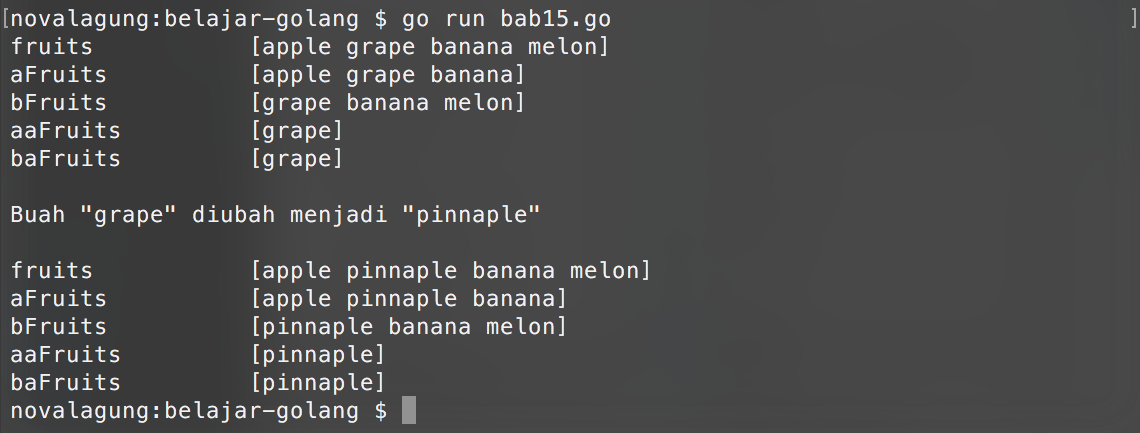 [novalagung:belajar-golang $ go run bab15.go ]
fruits [apple grape banana melon]
aFruits [apple grape banana]
bFruits [grape banana melon]
aaFruits [grape]
baFruits [grape]
Buah "grape" diubah menjadi "pinnaple"
fruits [apple pinnaple banana melon]
aFruits [apple pinnaple banana]
bFruits [pinnaple banana melon]
aaFruits [pinnaple]
baFruits [pinnaple]
novalagung:belajar-golang $